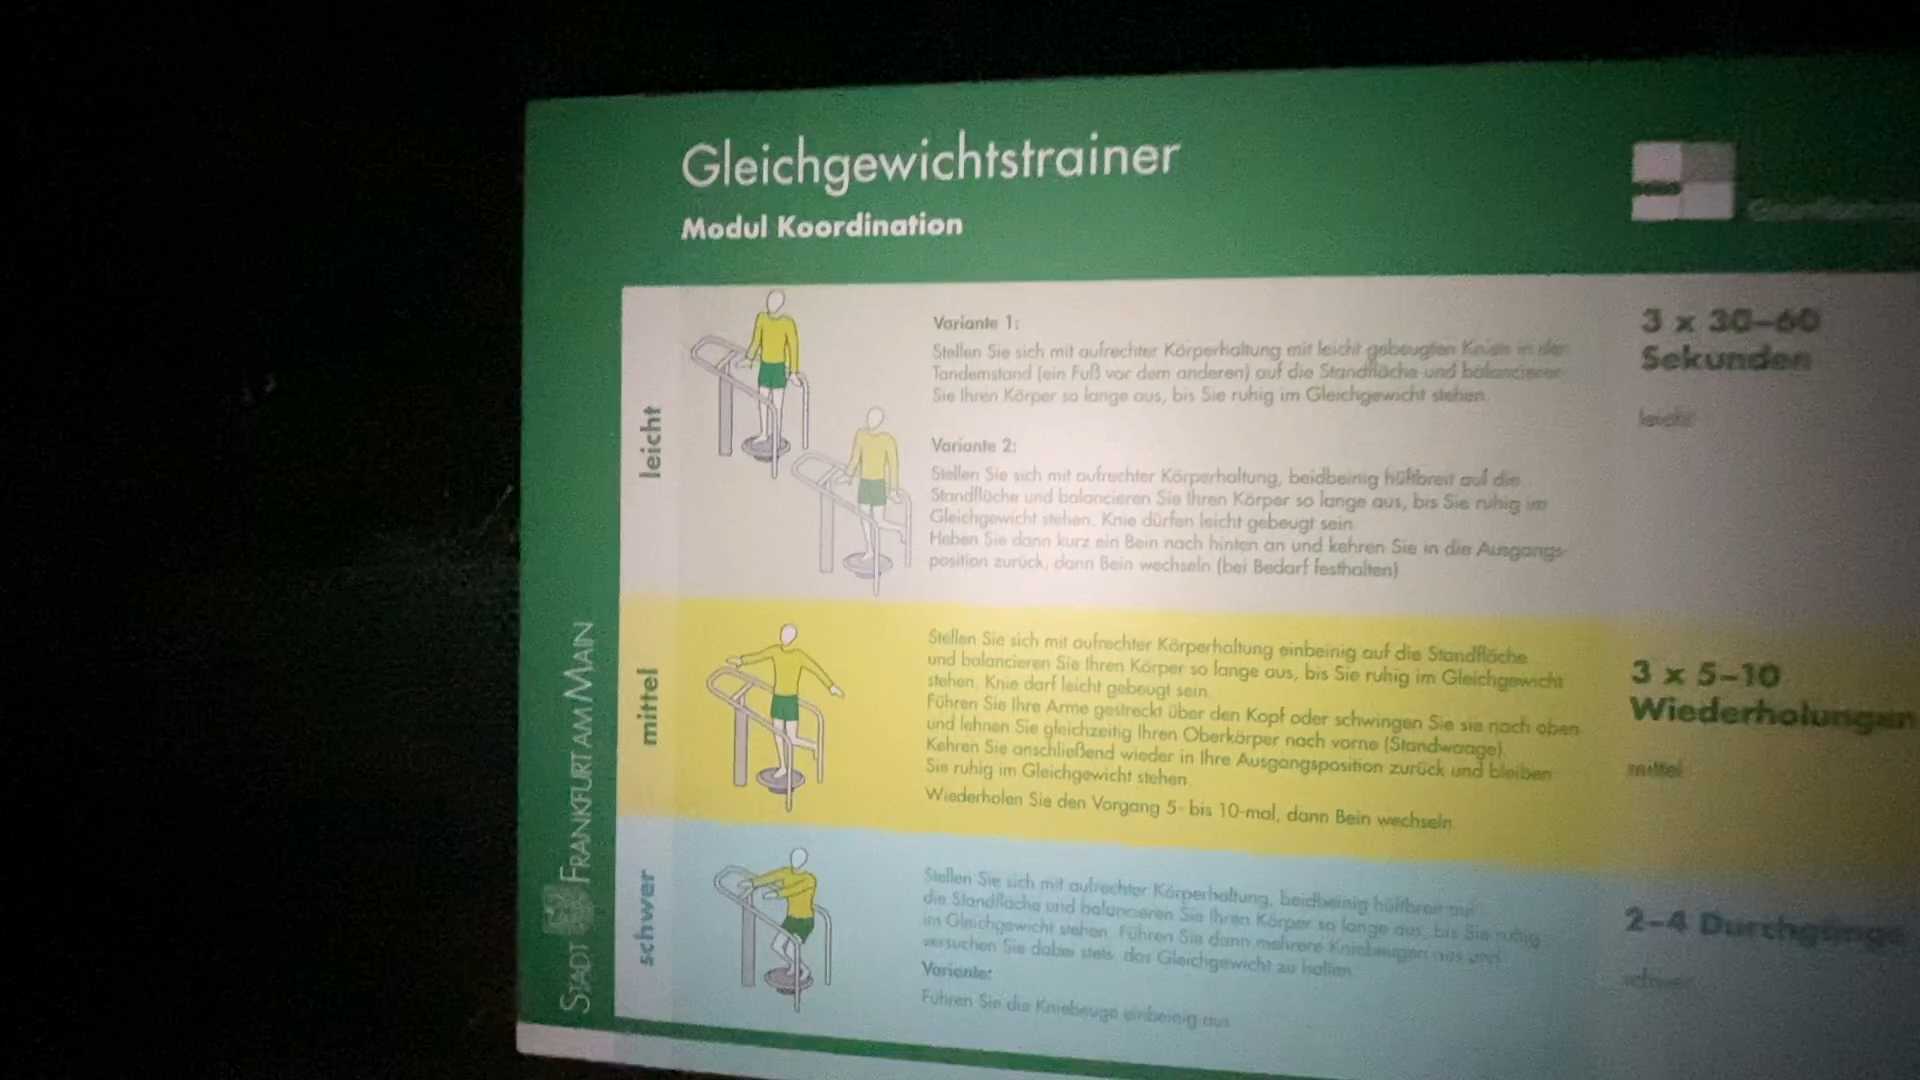 Gleichgewichtstrainer
Modul Koordination
leicht
Variante 1:
Stellen Sie sich mit aufrechter Körperhaltung mit leicht gebeugten Knien in den
Tandemstand (ein Fuß vor dem anderen) auf die Standfläche und balancieren
Sie Ihren Körper so lange aus, bis Sie ruhig im Gleichgewicht stehen.
3 x 30–60
Sekunden
leicht
Variante 2:
Stellen Sie sich mit aufrechter Körperhaltung, beidbeinig hüftbreit auf die
Standfläche und balancieren Sie Ihren Körper so lange aus, bis Sie ruhig im
Gleichgewicht stehen. Knie dürfen leicht gebeugt sein.
Heben Sie dann kurz ein Bein nach hinten an und kehren Sie in die Ausgangs-
position zurück, dann Bein wechseln (bei Bedarf festhalten)
mittel
Stellen Sie sich mit aufrechter Körperhaltung einbeinig auf die Standfläche
und balancieren Sie Ihren Körper so lange aus, bis Sie ruhig im Gleichgewicht
stehen. Knie darf leicht gebeugt sein.
Führen Sie Ihre Arme gestreckt über den Kopf oder schwingen Sie sie nach oben
und lehnen Sie gleichzeitig Ihren Oberkörper nach vorne (Standwaage).
Kehren Sie anschließend wieder in Ihre Ausgangsposition zurück und bleiben
Sie ruhig im Gleichgewicht stehen.
Wiederholen Sie den Vorgang 5- bis 10-mal, dann Bein wechseln.
3 x 5–10
Wiederholungen
mittel
schwer
Stellen Sie sich mit aufrechter Körperhaltung, beidbeinig hüftbreit auf
die Standfläche und balancieren Sie Ihren Körper so lange aus, bis Sie ruhig
im Gleichgewicht stehen. Führen Sie dann mehrere Kniebeugen aus und
versuchen Sie dabei stets, das Gleichgewicht zu halten.
Variante:
Führen Sie die Kniebeuge einbeinig aus
2–4 Durchgänge
schwer
STADT FRANKFURT AM MAIN